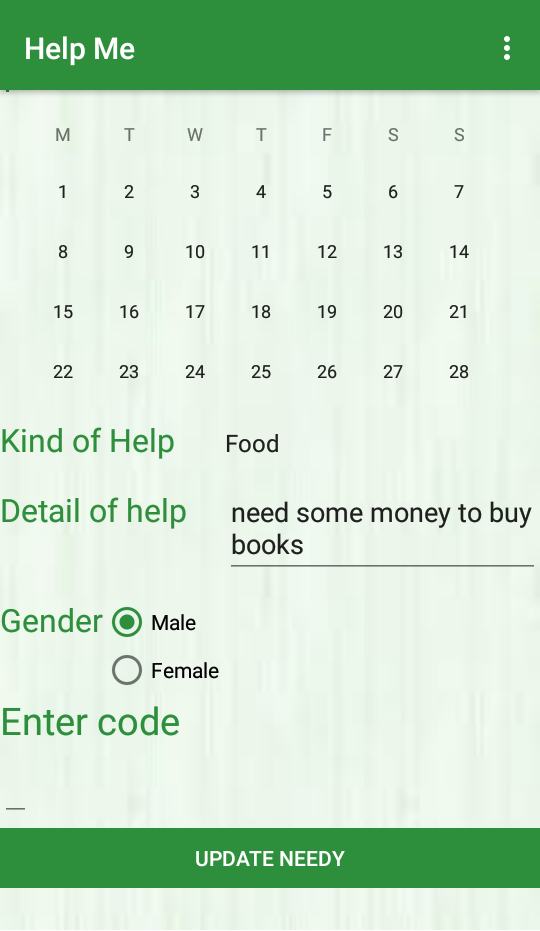 Help Me
M T W T F S S
1 2 3 4 5 6 7
8 9 10 11 12 13 14
15 16 17 18 19 20 21
22 23 24 25 26 27 28
Kind of Help Food
Detail of help need some money to buy
books
Gender Male
Female
Enter code
UPDATE NEEDY